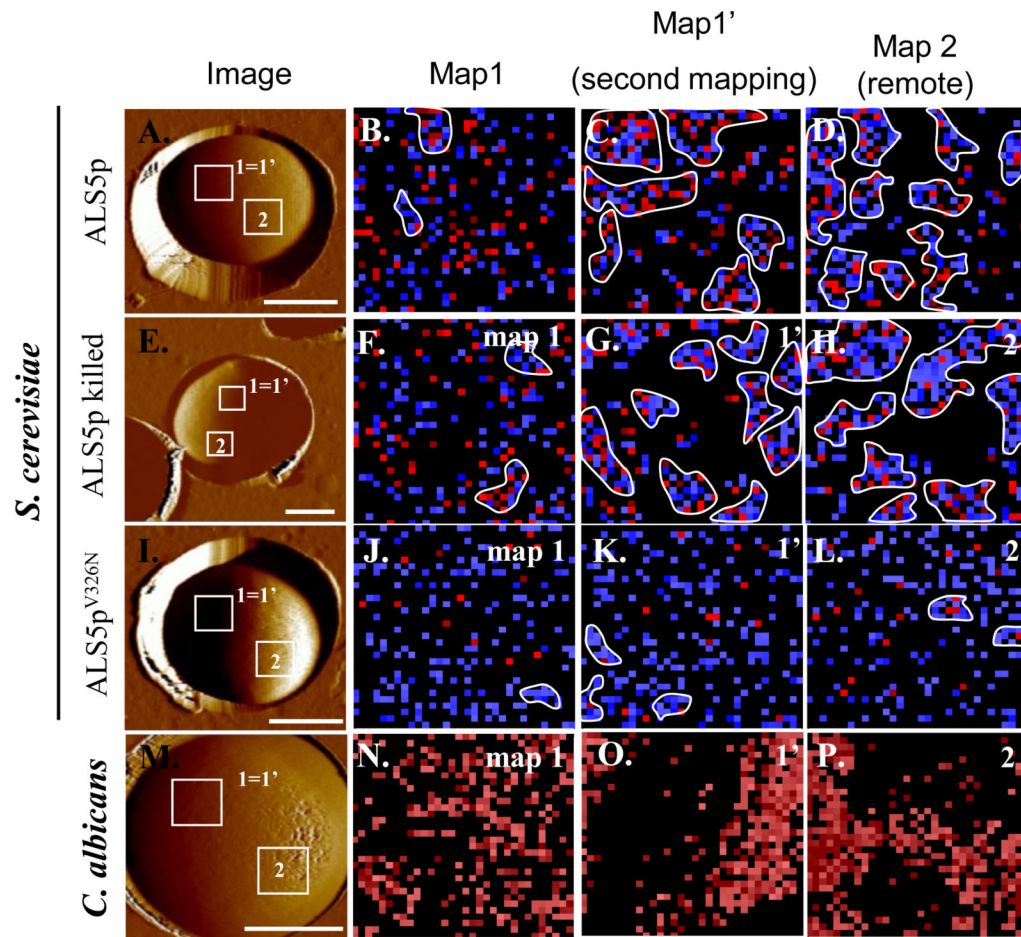 Image
Map1
Map1’
(second mapping)
Map 2
(remote)
S. cerevisiae
ALS5p
A.
1=1’
2
B.
C.
D.
ALS5p killed
E.
1=1’
2
F.
map 1
G.
1’
H.
2
ALS5pV326N
I.
1=1’
2
J.
map 1
K.
1’
L.
2
C. albicans
M.
1=1’
2
N.
map 1
O.
1’
P.
2